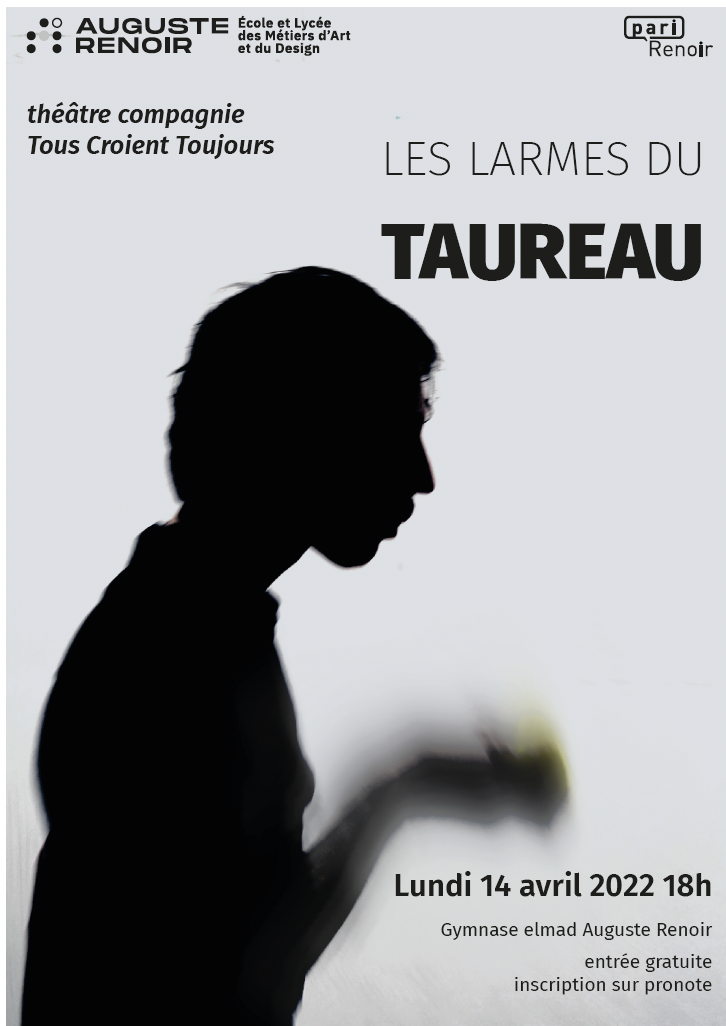 AUGUSTE
RENOIR
École et Lycée
des Métiers d'Art
et du Design
pari
Renoir
théâtre compagnie
Tous Croient Toujours
LES LARMES DU
TAUREAU
Lundi 14 avril 2022 18h
Gymnase elmad Auguste Renoir
entrée gratuite
inscription sur pronote